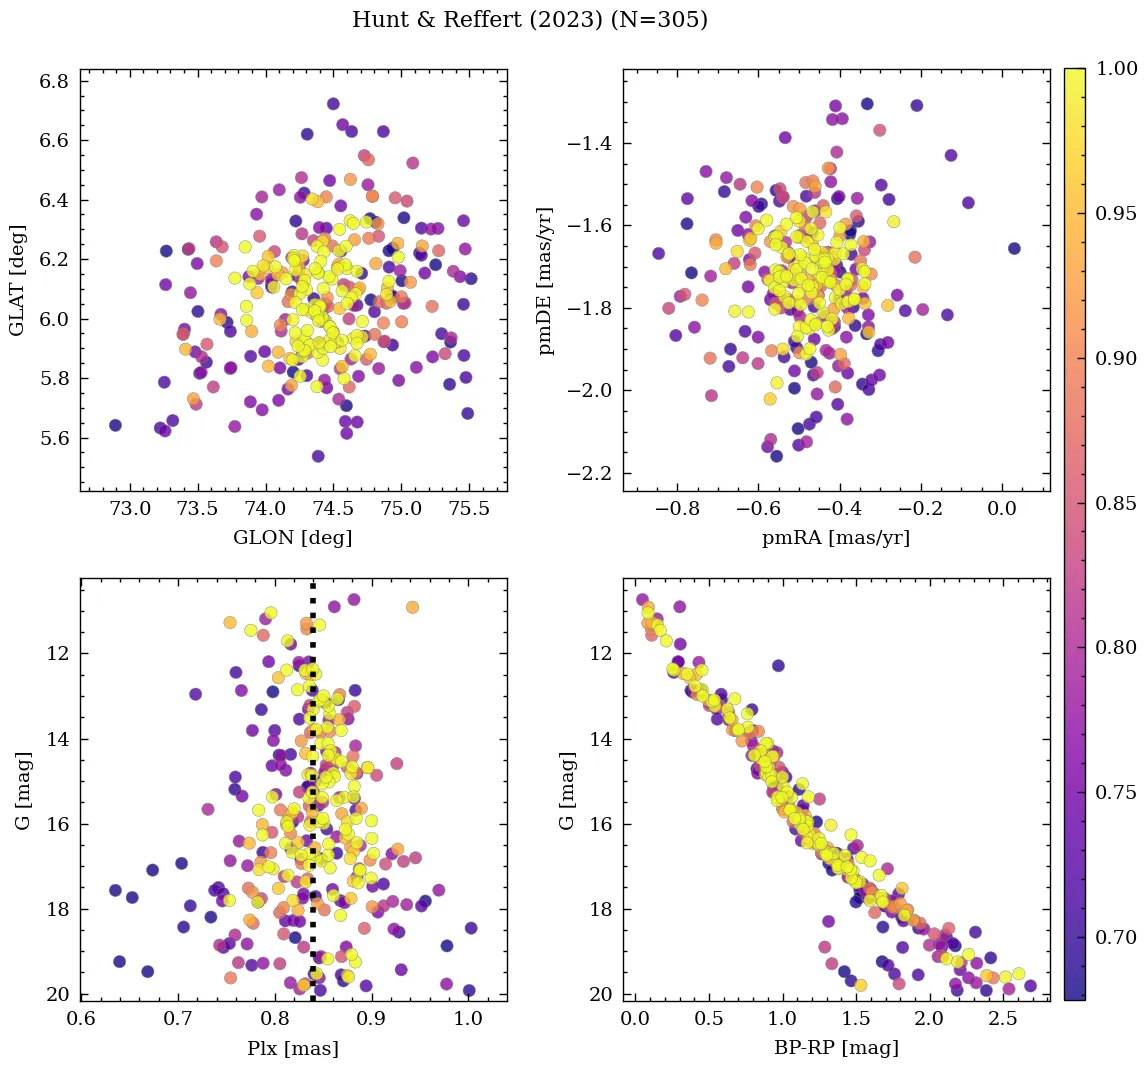 Hunt & Reffert (2023) (N=305)
6.8
6.6
6.4
6.2
6.0
5.8
5.6
GLAT [deg]
73.0 73.5 74.0 74.5 75.0 75.5
GLON [deg]
−1.4
−1.6
−1.8
−2.0
−2.2
pmDE [mas/yr]
−0.8 −0.6 −0.4 −0.2 0.0
pmRA [mas/yr]
12
14
16
18
20
G [mag]
0.6 0.7 0.8 0.9 1.0
Plx [mas]
12
14
16
18
20
G [mag]
0.0 0.5 1.0 1.5 2.0 2.5
BP-RP [mag]
1.00
0.95
0.90
0.85
0.80
0.75
0.70